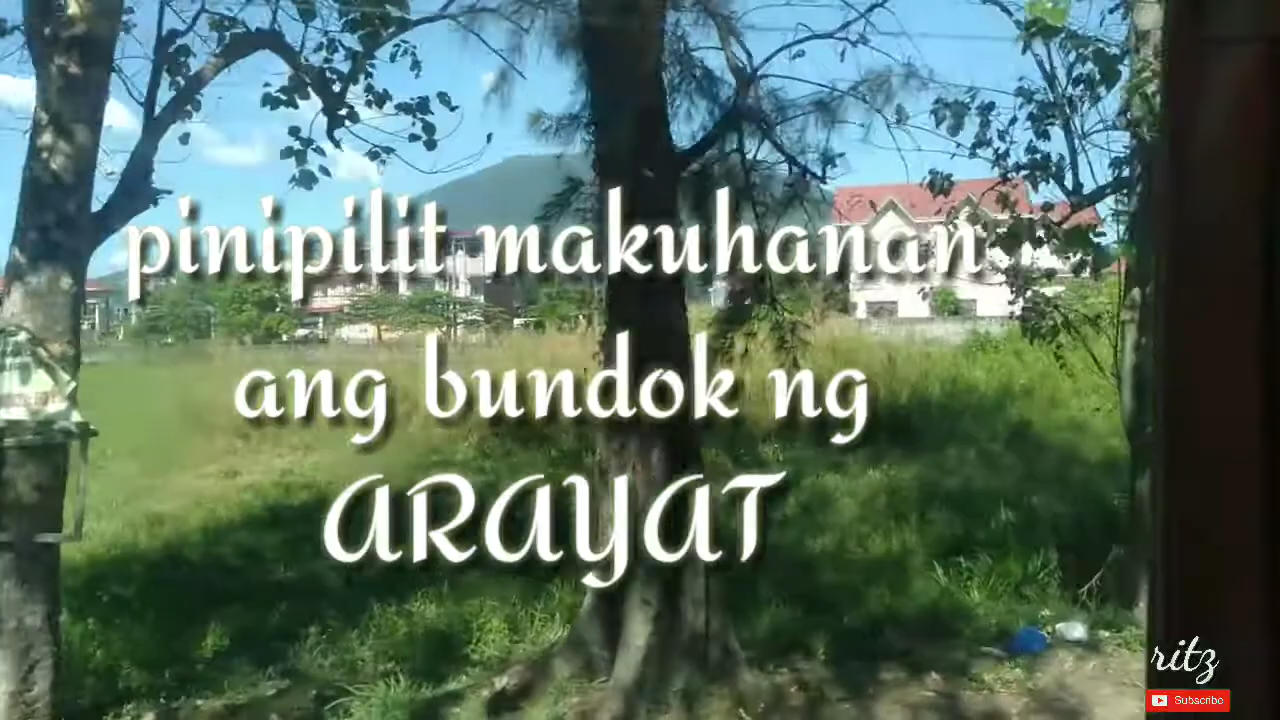 pinipilit makuhanan
ang bundok ng
ARAYAT
ritz
Subscribe